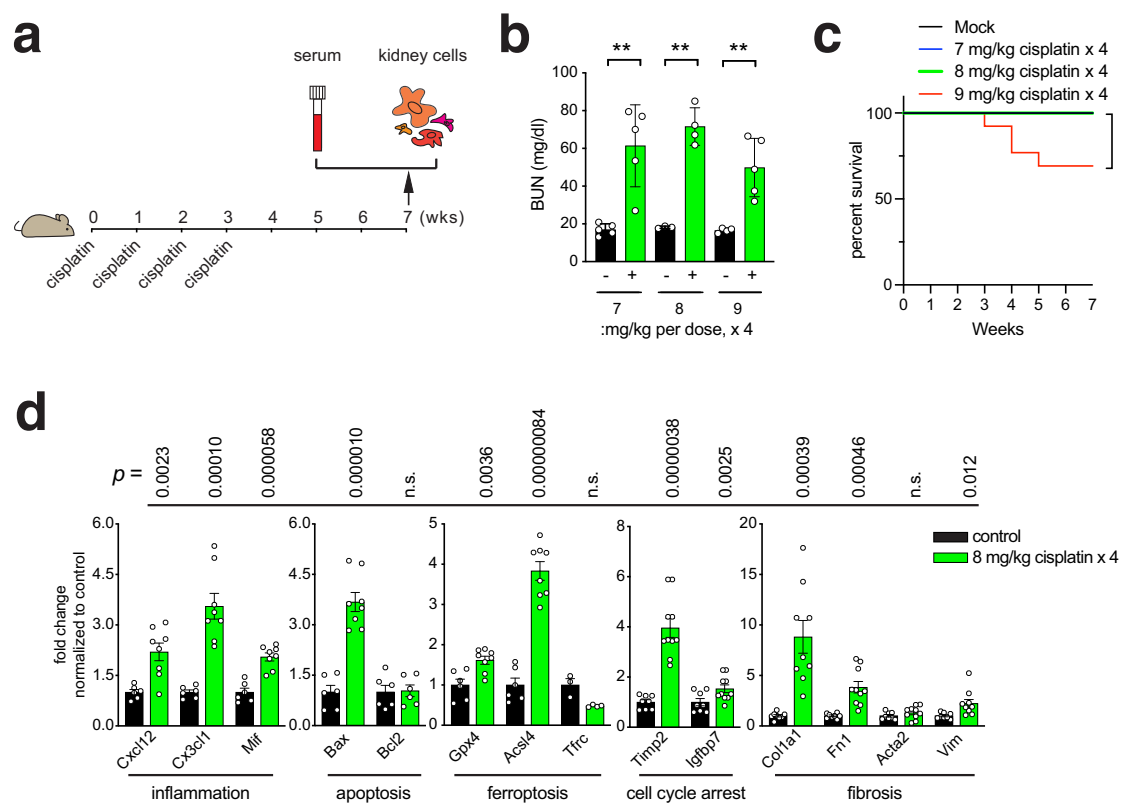 a
serum
kidney cells
0 1 2 3 4 5 6 7 (wks)
cisplatin cisplatin cisplatin cisplatin
b
** ** **
BUN (mg/dl)
100
80
60
40
20
0
- + - + - +
7 8 9
:mg/kg per dose, x 4
c
Mock
7 mg/kg cisplatin x 4
8 mg/kg cisplatin x 4
9 mg/kg cisplatin x 4
percent survival
100
50
0
0 1 2 3 4 5 6 7
Weeks
d
p = 0.0023 0.00010 0.000058 0.000010 n.s. 0.0036 0.00000084 n.s. 0.0000038 0.0025 0.00039 0.00046 n.s. 0.012
control
8 mg/kg cisplatin x 4
fold change
normalized to control
6.0
4.5
3.0
1.5
0.0
Cxcl12 Cx3cl1 Mif
inflammation
6.0
4.5
3.0
1.5
0.0
Bax Bcl2
apoptosis
5
4
3
2
1
0
Gpx4 Acsl4 Tfrc
ferroptosis
8
6
4
2
0
Timp2 Igfbp7
cell cycle arrest
20
15
10
5
0
Col1a1 Fn1 Acta2 Vim
fibrosis